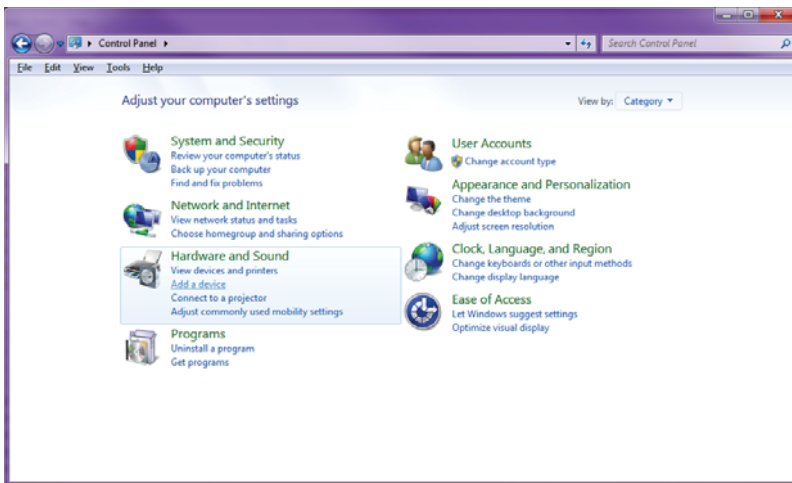 Control Panel
Search Control Panel
File Edit View Tools Help
Adjust your computer's settings
View by: Category
System and Security
Review your computer's status
Back up your computer
Find and fix problems
Network and Internet
View network status and tasks
Choose homegroup and sharing options
Hardware and Sound
View devices and printers
Add a device
Connect to a projector
Adjust commonly used mobility settings
Programs
Uninstall a program
Get programs
User Accounts
Change account type
Appearance and Personalization
Change the theme
Change desktop background
Adjust screen resolution
Clock, Language, and Region
Change keyboards or other input methods
Change display language
Ease of Access
Let Windows suggest settings
Optimize visual display